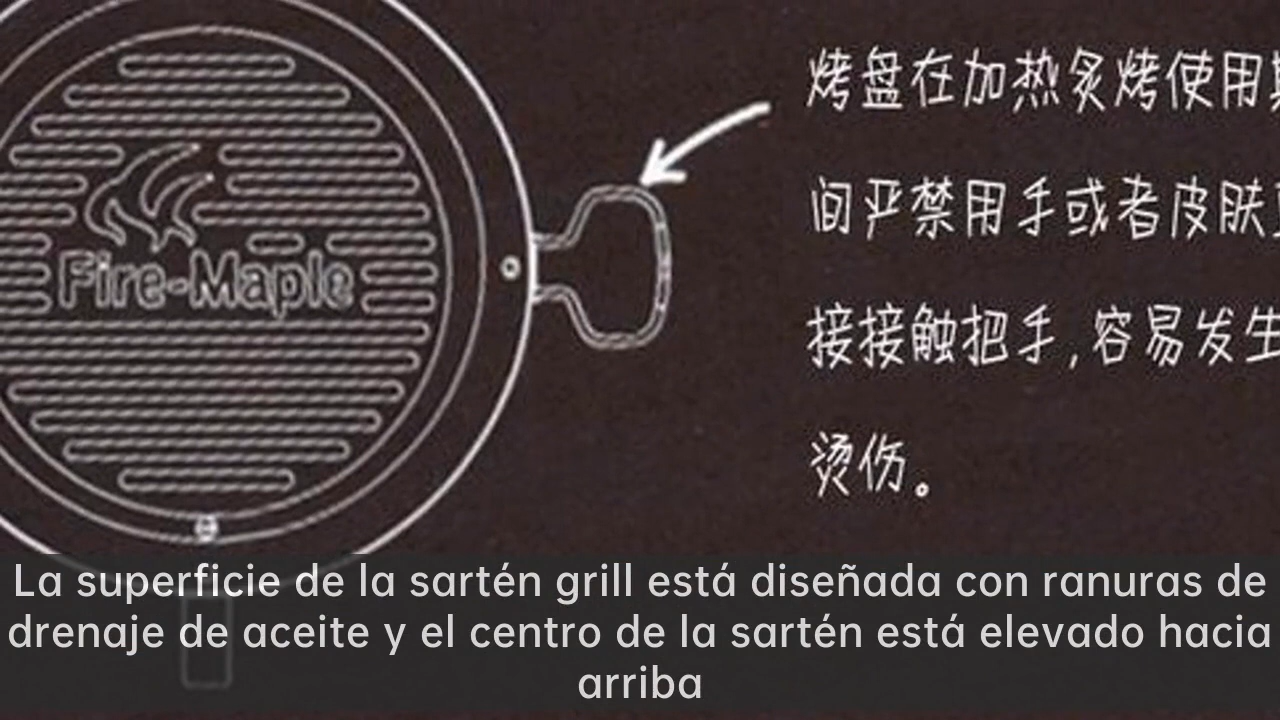 烤盘在加热炙烤使用
间严禁用手或者皮肤
接接触把手,容易发生
烫伤。
Fire-Maple
La superficie de la sartén grill está diseñada con ranuras de
drenaje de aceite y el centro de la sartén está elevado hacia
arriba